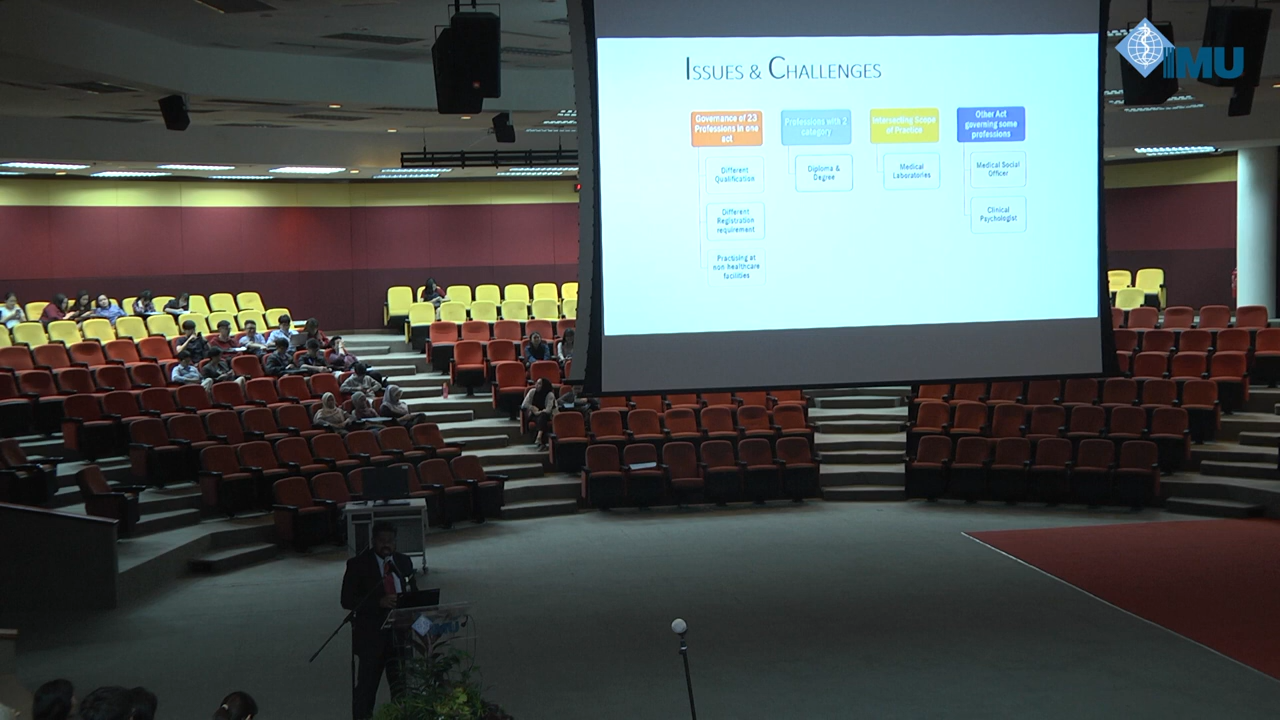 IMU
ISSUES & CHALLENGES
Governance of 23
Professions in one
act
Different
Qualification
Different
Registration
requirement
Practising at
non healthcare
facilities
Professions with 2
category
Diploma &
Degree
Intersecting Scope
of Practice
Medical
Laboratories
Other Act
governing some
professions
Medical Social
Officer
Clinical
Psychologist
IMU